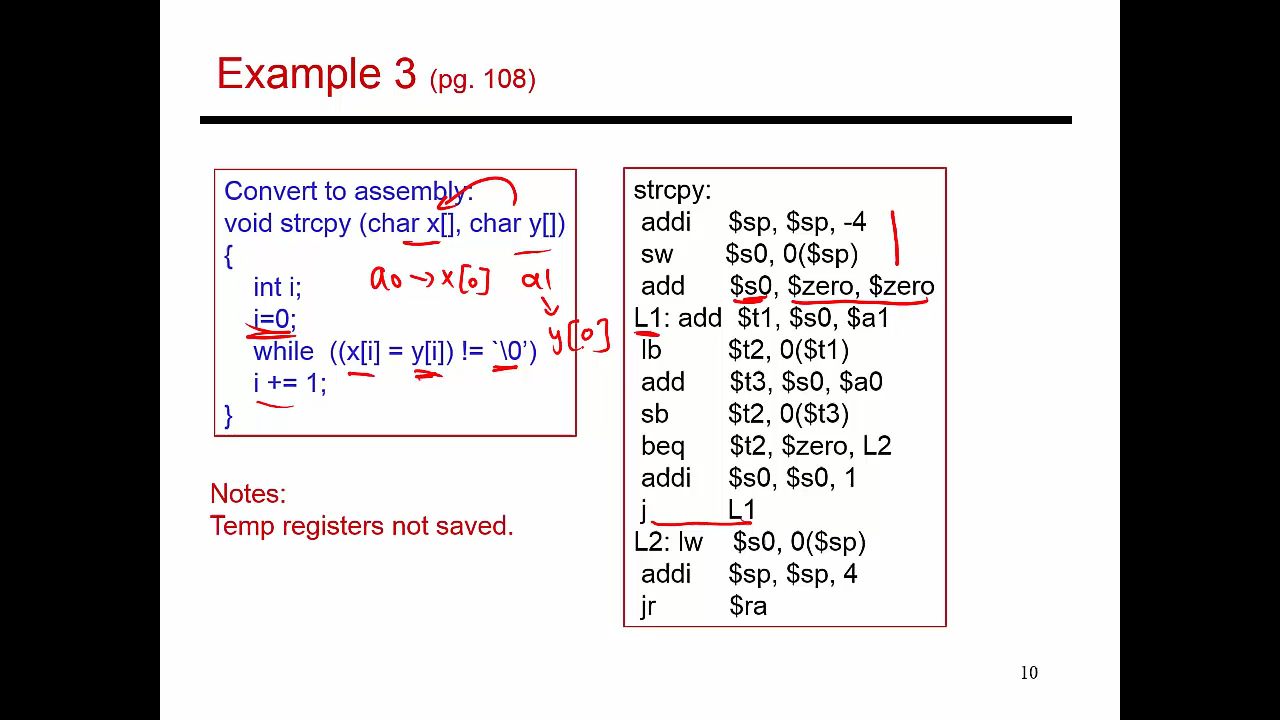 Example 3 (pg. 108)
Convert to assembly:
void strcpy (char x[], char y[])
{
int i;
i=0;
while ((x[i] = y[i]) != `\0’)
i += 1;
}
a0 → x[0]
a1
y[0]
Notes:
Temp registers not saved.
strcpy:
addi $sp, $sp, -4
sw $s0, 0($sp)
add $s0, $zero, $zero
L1: add $t1, $s0, $a1
lb $t2, 0($t1)
add $t3, $s0, $a0
sb $t2, 0($t3)
beq $t2, $zero, L2
addi $s0, $s0, 1
j L1
L2: lw $s0, 0($sp)
addi $sp, $sp, 4
jr $ra
10